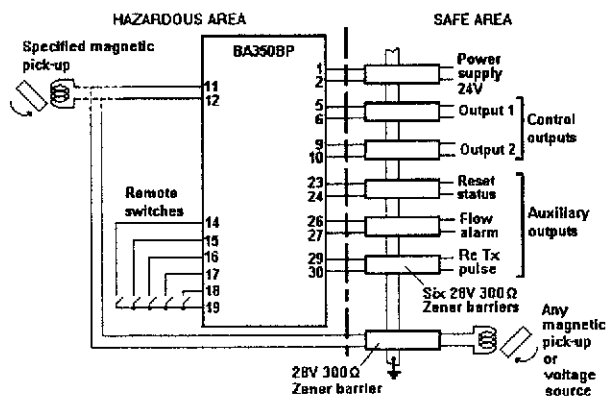 HAZARDOUS AREA
SAFE AREA
Specified magnetic
pick-up
BA350BP
11
12
1
2
Power
supply
24V
5
6
Output 1
9
10
Output 2
Control
outputs
23
24
Reset
status
26
27
Flow
alarm
29
30
Re Tx
pulse
Auxiliary
outputs
Remote
switches
14
15
16
17
18
19
Six 28V 300Ω
Zener barriers
28V 300Ω
Zener barrier
Any
magnetic
pick-up
or
voltage
source